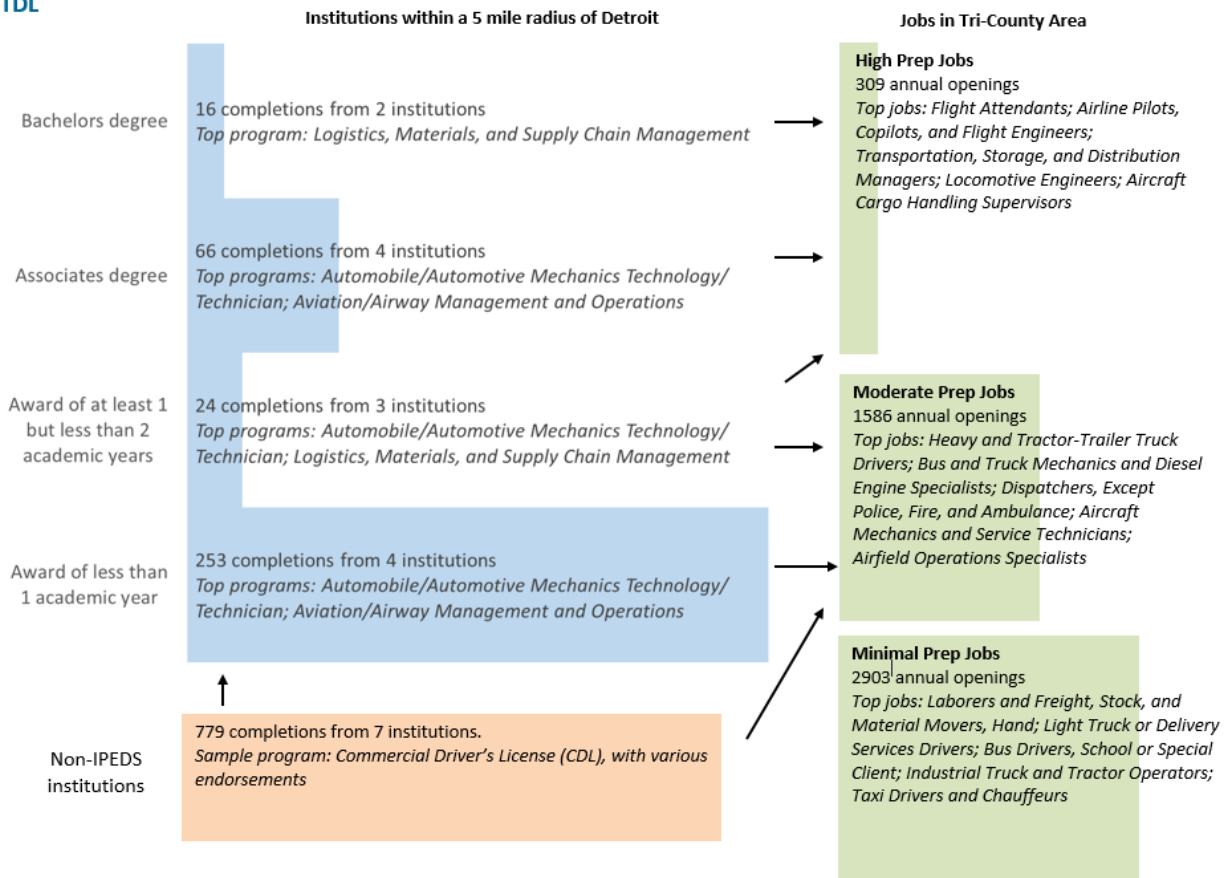 TDL
Institutions within a 5 mile radius of Detroit
Jobs in Tri-County Area
Bachelors degree
16 completions from 2 institutions
Top program: Logistics, Materials, and Supply Chain Management
High Prep Jobs
309 annual openings
Top jobs: Flight Attendants; Airline Pilots,
Copilots, and Flight Engineers;
Transportation, Storage, and Distribution
Managers; Locomotive Engineers; Aircraft
Cargo Handling Supervisors
Associates degree
66 completions from 4 institutions
Top programs: Automobile/Automotive Mechanics Technology/
Technician; Aviation/Airway Management and Operations
Award of at least 1
but less than 2
academic years
24 completions from 3 institutions
Top programs: Automobile/Automotive Mechanics Technology/
Technician; Logistics, Materials, and Supply Chain Management
Moderate Prep Jobs
1586 annual openings
Top jobs: Heavy and Tractor-Trailer Truck
Drivers; Bus and Truck Mechanics and Diesel
Engine Specialists; Dispatchers, Except
Police, Fire, and Ambulance; Aircraft
Mechanics and Service Technicians;
Airfield Operations Specialists
Award of less than
1 academic year
253 completions from 4 institutions
Top programs: Automobile/Automotive Mechanics Technology/
Technician; Aviation/Airway Management and Operations
Minimal Prep Jobs
2903 annual openings
Top jobs: Laborers and Freight, Stock, and
Material Movers, Hand; Light Truck or Delivery
Services Drivers; Bus Drivers, School or Special
Client; Industrial Truck and Tractor Operators;
Taxi Drivers and Chauffeurs
Non-IPEDS
institutions
779 completions from 7 institutions.
Sample program: Commercial Driver's License (CDL), with various
endorsements